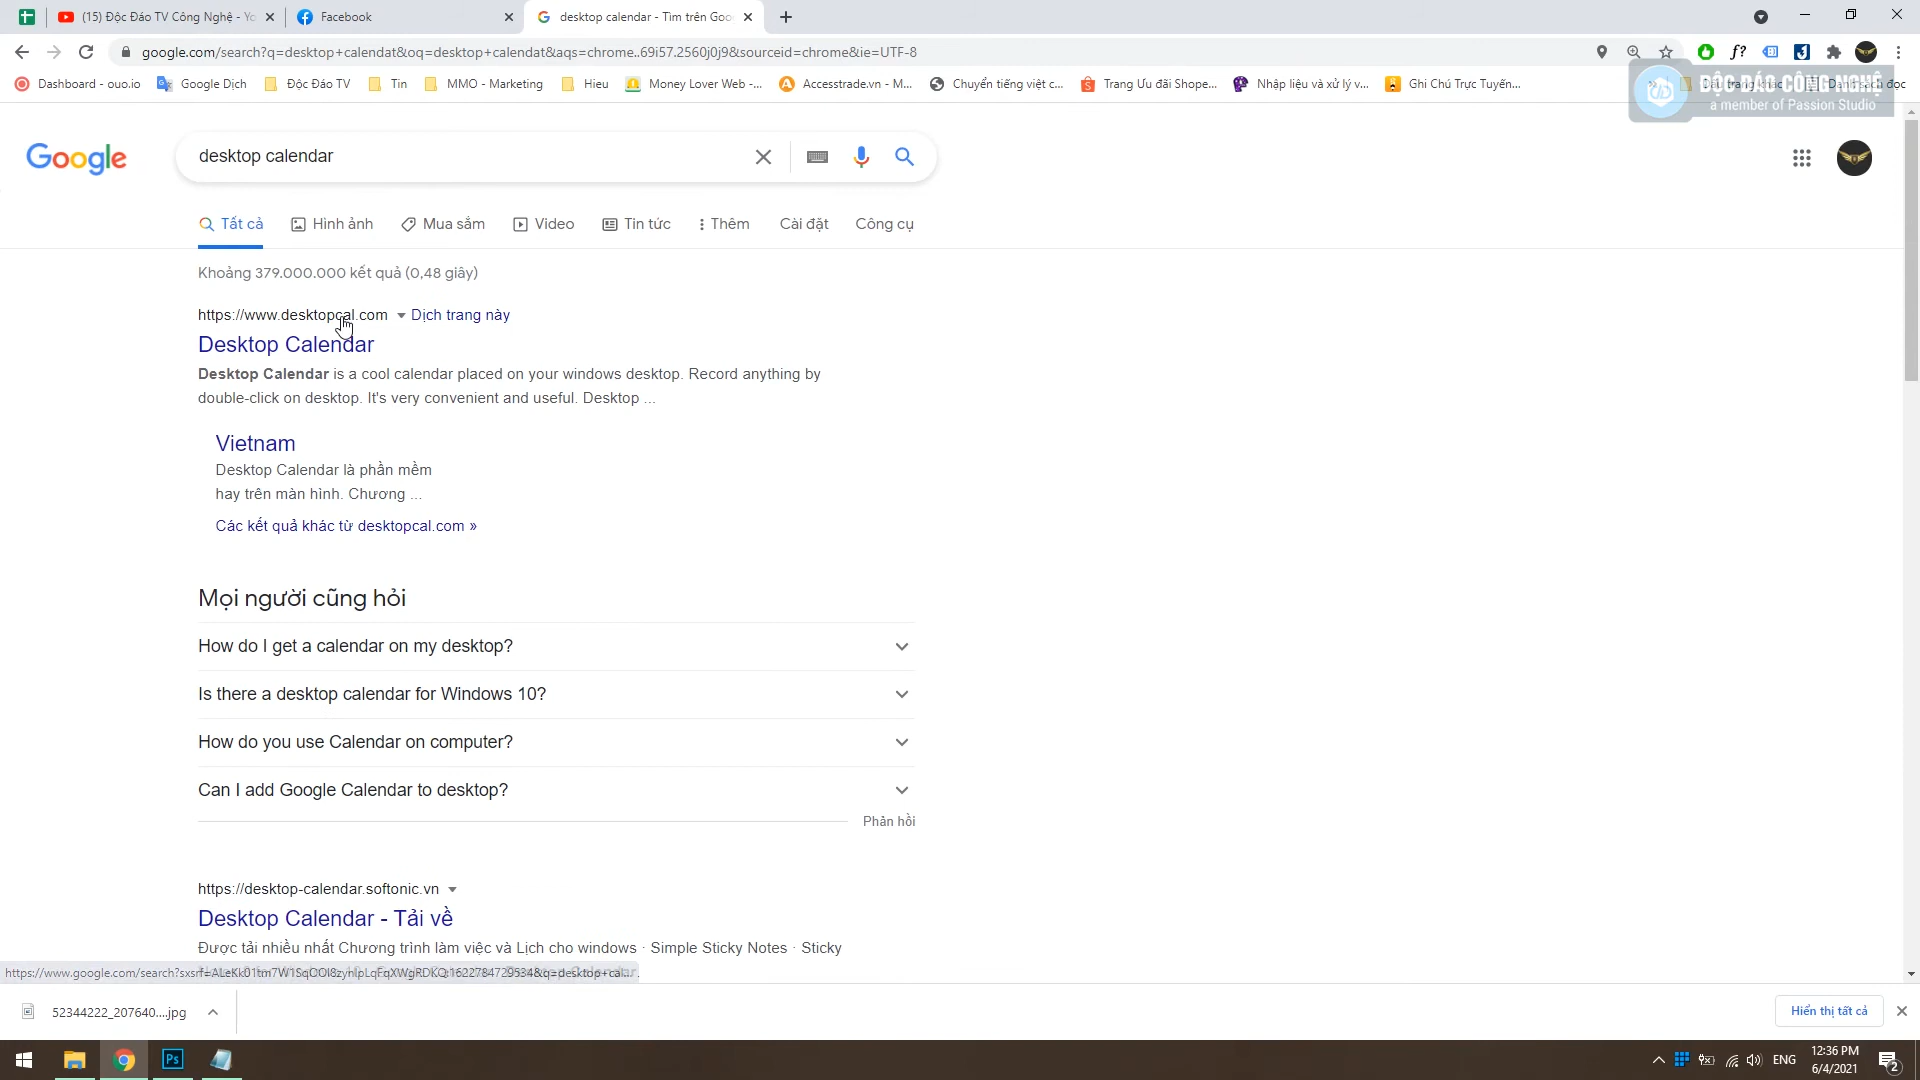 (15) Độc Đáo TV Công Nghệ - Yo
Facebook
desktop calendar - Tìm trên Goo
google.com/search?q=desktop+calendat&oq=desktop+calendat&aqs=chrome..69i57.2560j0j9&sourceid=chrome&ie=UTF-8
Dashboard - ouo.io
Google Dịch
Độc Đáo TV
Tin
MMO - Marketing
Hieu
Money Lover Web -...
Accesstrade.vn - M...
Chuyển tiếng việt c...
Trang Ưu đãi Shope...
Nhập liệu và xử lý v...
Ghi Chú Trực Tuyến...
ĐỘC ĐÁO CÔNG NGHỆ
a member of Passion Studio
Google
desktop calendar
Tất cả
Hình ảnh
Mua sắm
Video
Tin tức
Thêm
Cài đặt
Công cụ
Khoảng 379.000.000 kết quả (0,48 giây)
https://www.desktopcal.com
Dịch trang này
Desktop Calendar
Desktop Calendar is a cool calendar placed on your windows desktop. Record anything by
double-click on desktop. It's very convenient and useful. Desktop ...
Vietnam
Desktop Calendar là phần mềm
hay trên màn hình. Chương ...
Các kết quả khác từ desktopcal.com »
Mọi người cũng hỏi
How do I get a calendar on my desktop?
Is there a desktop calendar for Windows 10?
How do you use Calendar on computer?
Can I add Google Calendar to desktop?
Phản hồi
https://desktop-calendar.softonic.vn
Desktop Calendar - Tải về
Được tải nhiều nhất Chương trình làm việc và Lịch cho windows · Simple Sticky Notes · Sticky
52344222_207640....jpg
Hiển thị tất cả
Ps
ENG
12:36 PM
6/4/2021
2